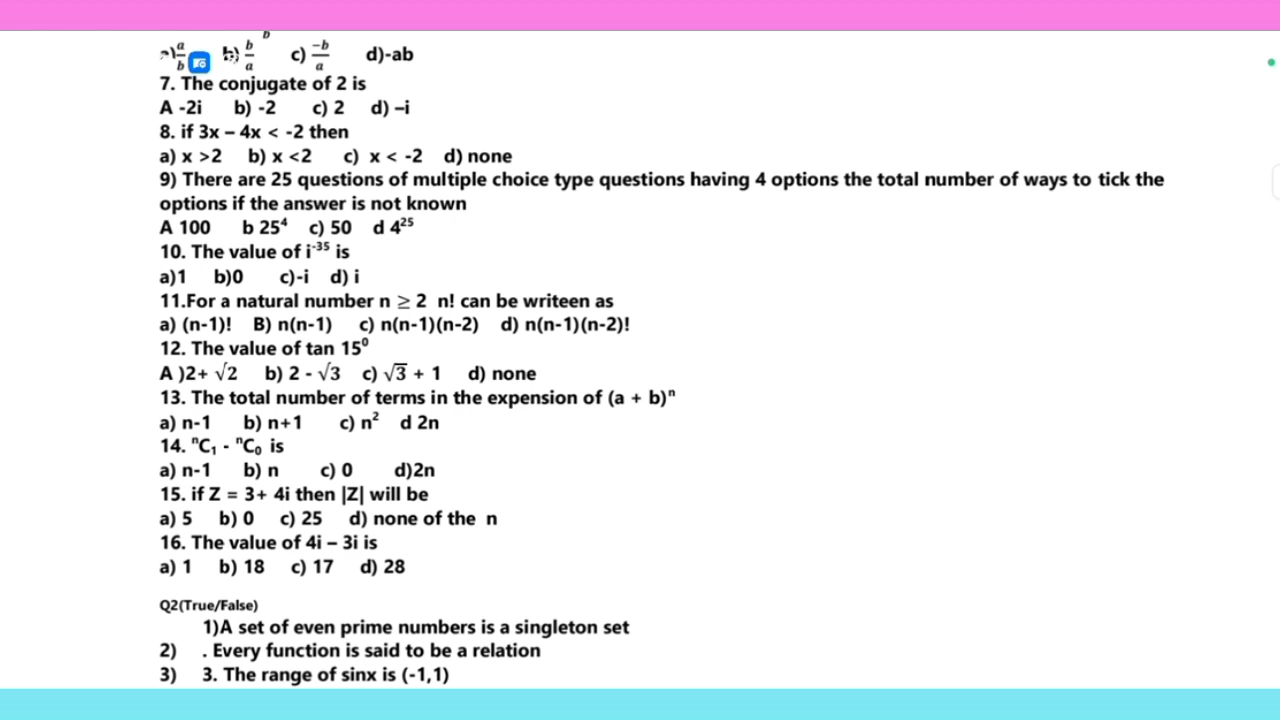 a) a/b b) b/a c) -b/a d)-ab
7. The conjugate of 2 is
A -2i b) -2 c) 2 d) –i
8. if 3x – 4x < -2 then
a) x >2 b) x <2 c) x < -2 d) none
9) There are 25 questions of multiple choice type questions having 4 options the total number of ways to tick the
options if the answer is not known
A 100 b 25⁴ c) 50 d 4²⁵
10. The value of i⁻³⁵ is
a)1 b)0 c)-i d) i
11.For a natural number n ≥ 2 n! can be writeen as
a) (n-1)! B) n(n-1) c) n(n-1)(n-2) d) n(n-1)(n-2)!
12. The value of tan 15⁰
A )2+ √2 b) 2 - √3 c) √3 + 1 d) none
13. The total number of terms in the expension of (a + b)ⁿ
a) n-1 b) n+1 c) n² d 2n
14. ⁿC₁ - ⁿC₀ is
a) n-1 b) n c) 0 d)2n
15. if Z = 3+ 4i then |Z| will be
a) 5 b) 0 c) 25 d) none of the n
16. The value of 4i – 3i is
a) 1 b) 18 c) 17 d) 28
Q2(True/False)
1)A set of even prime numbers is a singleton set
2) . Every function is said to be a relation
3) 3. The range of sinx is (-1,1)